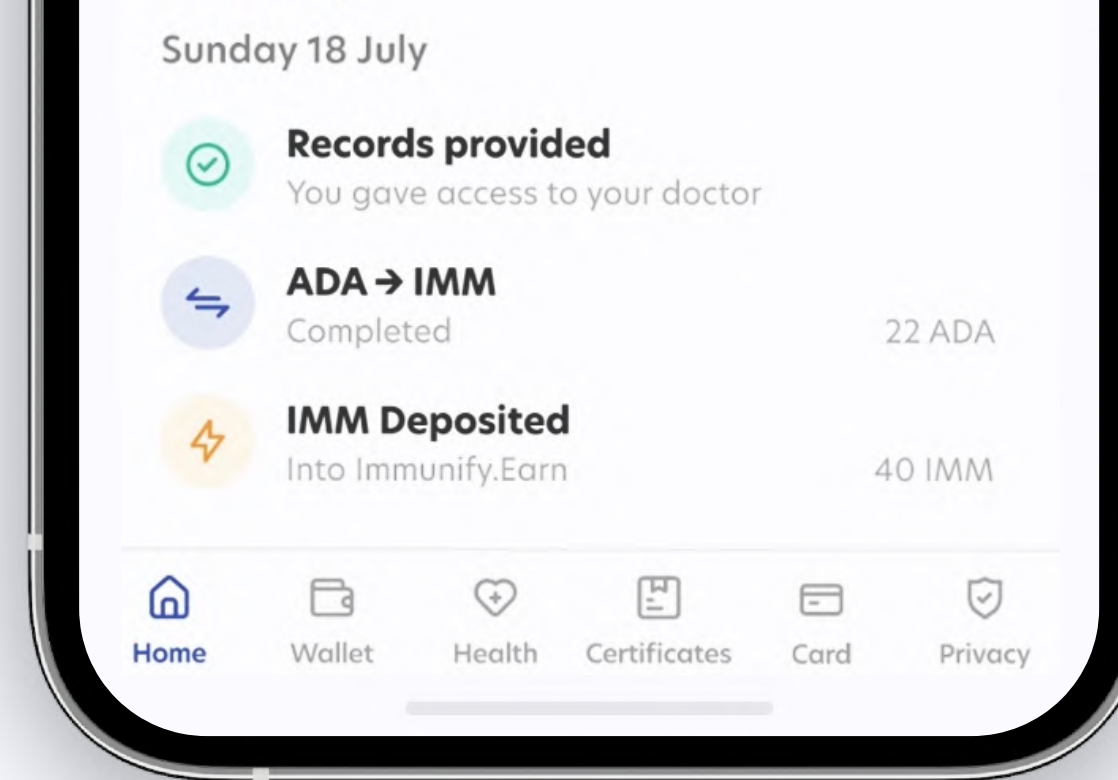 Sunday 18 July
Records provided
You gave access to your doctor
ADA → IMM
Completed
22 ADA
IMM Deposited
Into Immunify.Earn
40 IMM
Home
Wallet
Health
Certificates
Card
Privacy